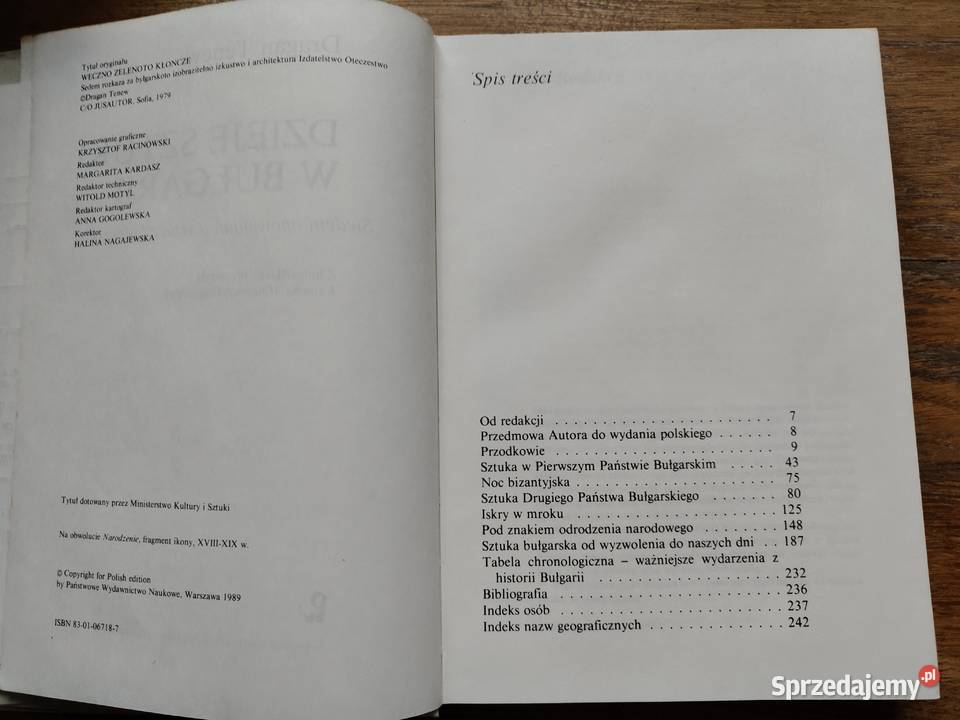 Tytuł oryginału
WECZNO ZELENOTO KŁONCZE
Sedem rozkaza za bylgarskoto izobrazitelno izkustwo i architektura Izdatelstwo Oteczestwo
©Dragan Tenew
C/O JUSAUTOR. Sofia, 1979
Opracowanie graficzne
KRZYSZTOF RACINOWSKI
Redaktor
MARGARITA KARDASZ
Redaktor techniczny
WITOLD MOTYL
Redaktor kartograf
ANNA GOGOLEWSKA
Korektor
HALINA NAGAJEWSKA
Tytuł dotowany przez Ministerstwo Kultury i Sztuki
Na obwolucie Narodzenie, fragment ikony, XVIII-XIX w.
© Copyright for Polish edition
by Państwowe Wydawnictwo Naukowe, Warszawa 1989
ISBN 83-01-06718-7
Spis treści
Od redakcji . . . . . . . . . . . . . . . . . . . . . . . 7
Przedmowa Autora do wydania polskiego . . . . . . 8
Przodkowie . . . . . . . . . . . . . . . . . . . . . . . 9
Sztuka w Pierwszym Państwie Bułgarskim . . . . . 43
Noc bizantyjska . . . . . . . . . . . . . . . . . . . . 75
Sztuka Drugiego Państwa Bułgarskiego . . . . . . . 80
Iskry w mroku . . . . . . . . . . . . . . . . . . . . 125
Pod znakiem odrodzenia narodowego . . . . . . . 148
Sztuka bułgarska od wyzwolenia do naszych dni . . 187
Tabela chronologiczna – ważniejsze wydarzenia z
historii Bułgarii . . . . . . . . . . . . . . . . . 232
Bibliografia . . . . . . . . . . . . . . . . . . . . . 236
Indeks osób . . . . . . . . . . . . . . . . . . . . 237
Indeks nazw geograficznych . . . . . . . . . . . . 242
Sprzedajemy.pl